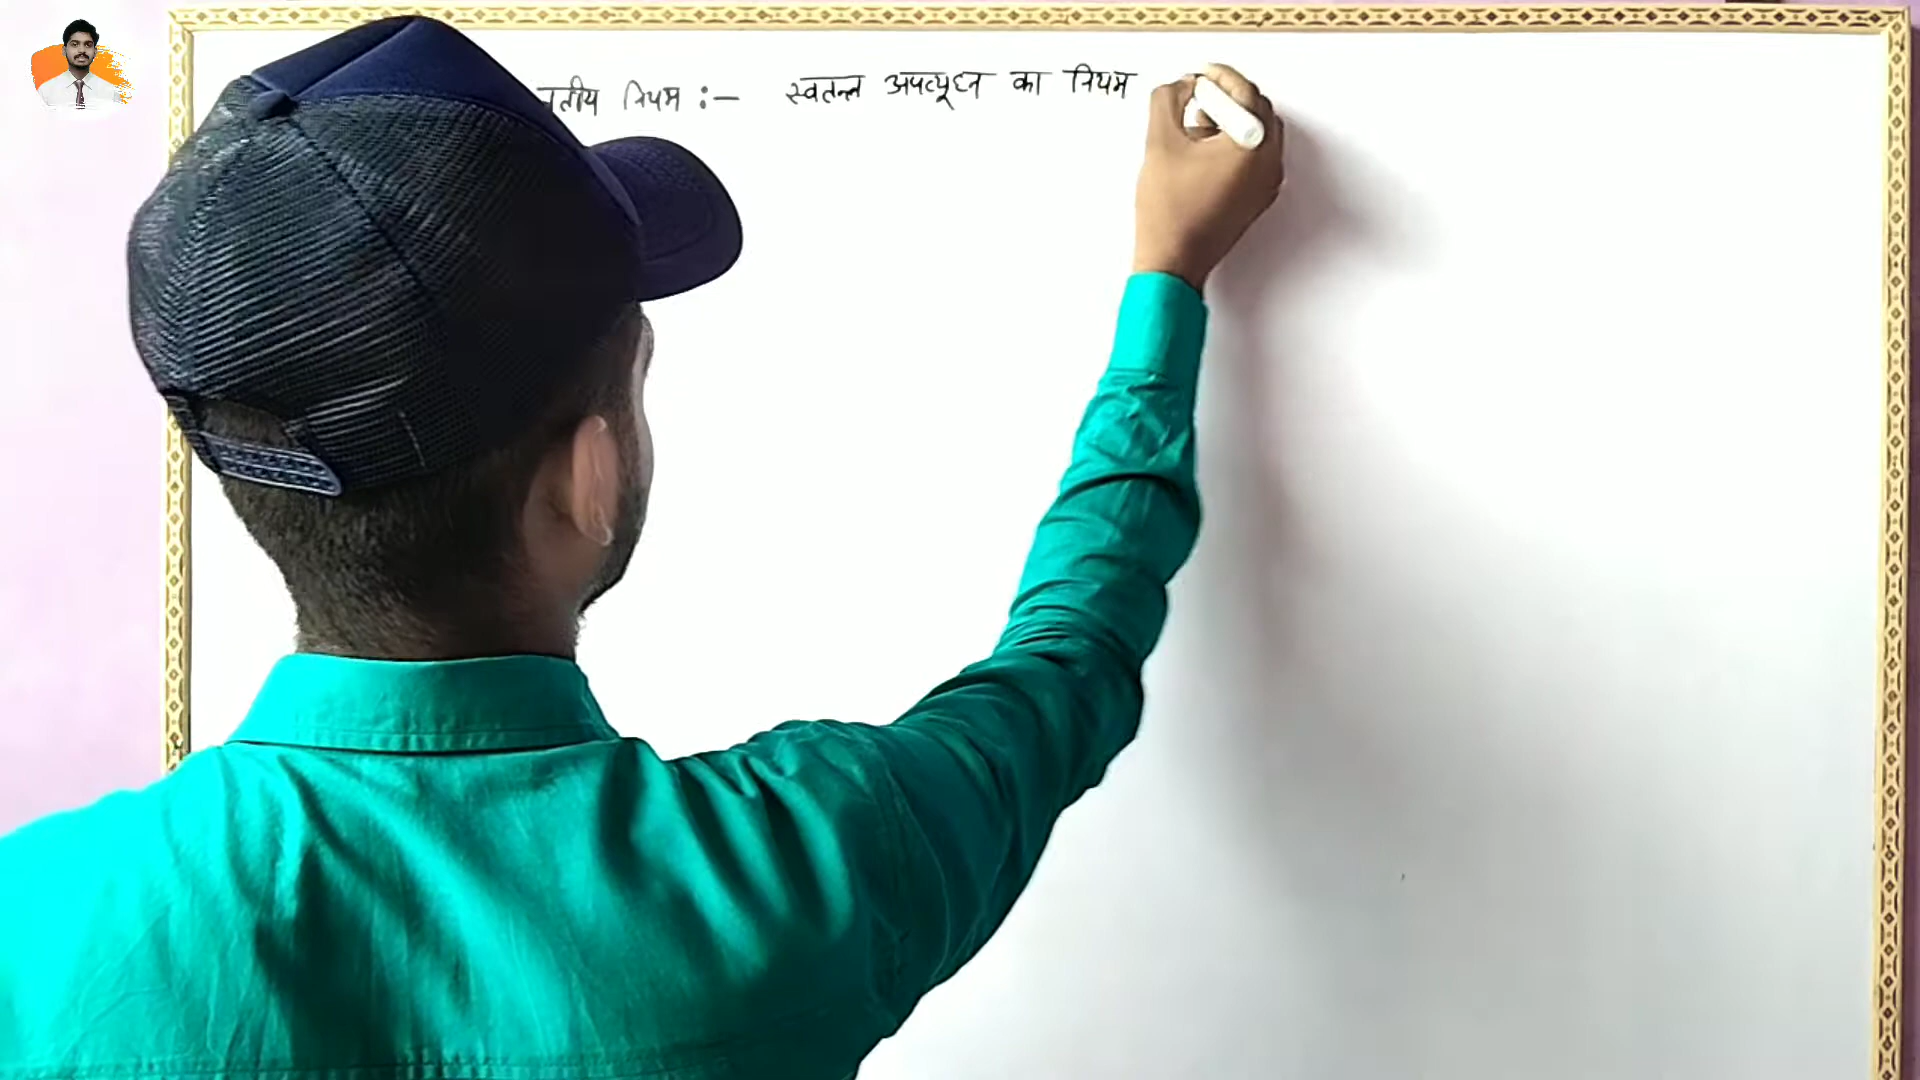 नियम :- स्वतन्त्र अपव्यूहन का नियम